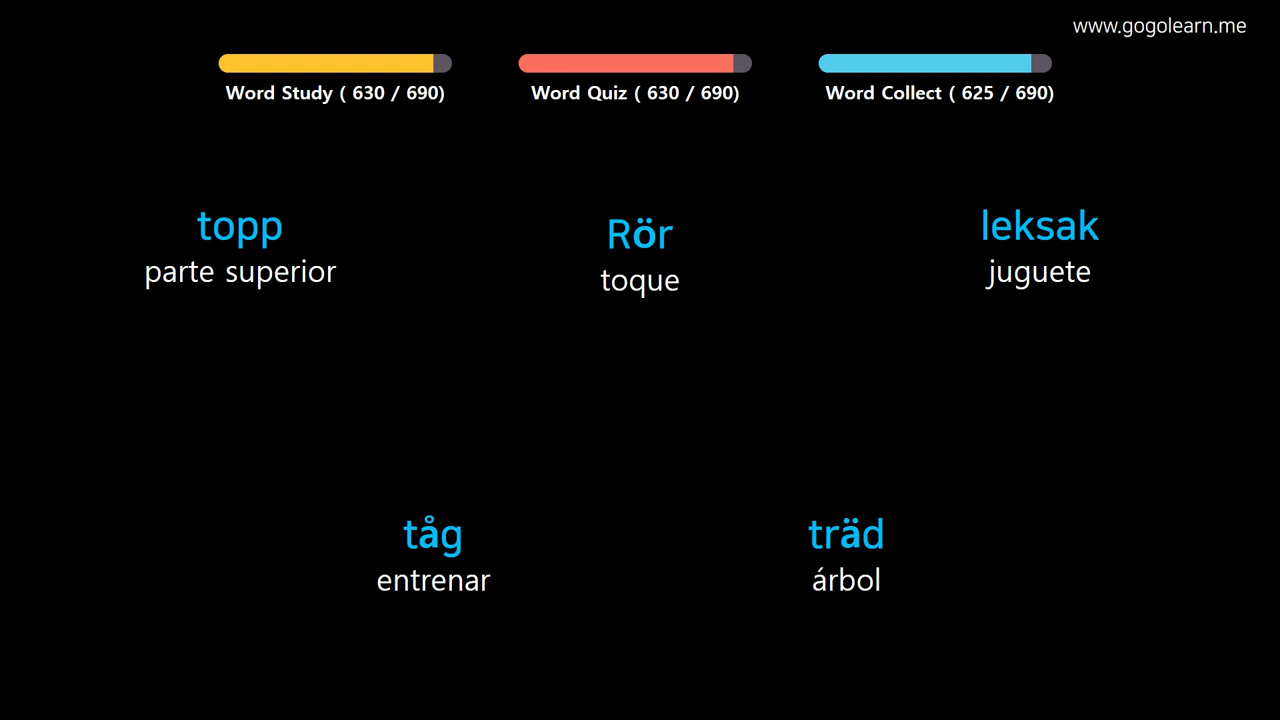 www.gogolearn.me
Word Study ( 630 / 690)
Word Quiz ( 630 / 690)
Word Collect ( 625 / 690)
topp
parte superior
Rör
toque
leksak
juguete
tåg
entrenar
träd
árbol